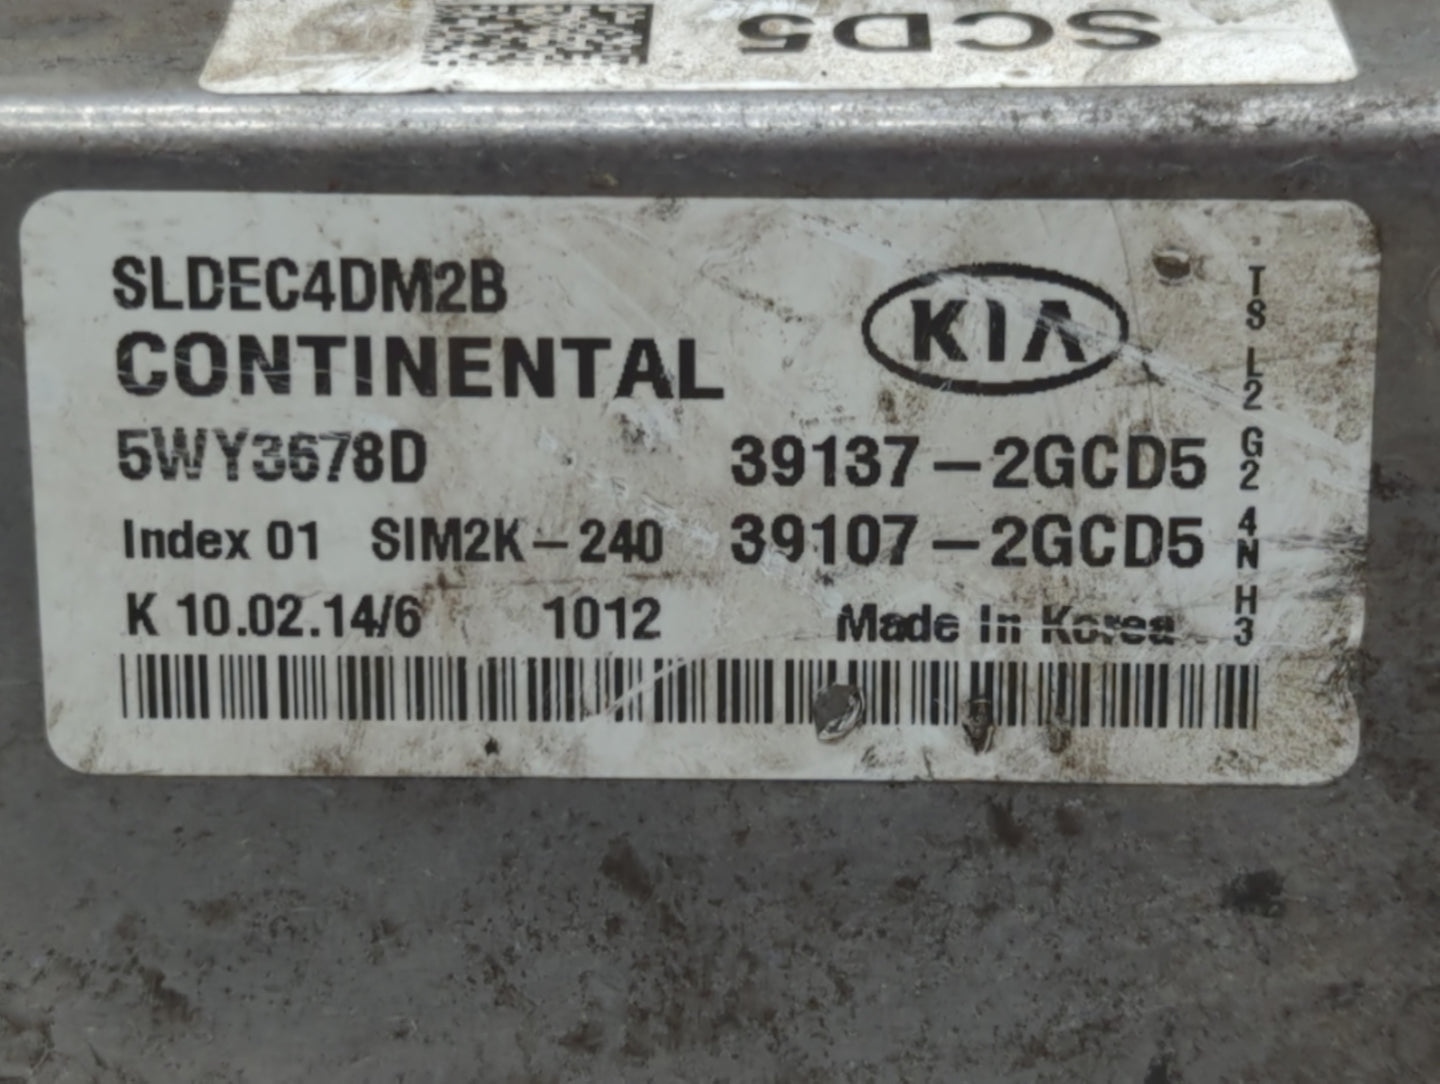 SCD5
SLDEC4DM2B
CONTINENTAL
KIA
5WY3678D
39137-2GCD5
Index 01 SIM2K-240
39107-2GCD5
K 10.02.14/6 1012
Made In Korea
TS L2 G2 4N H3